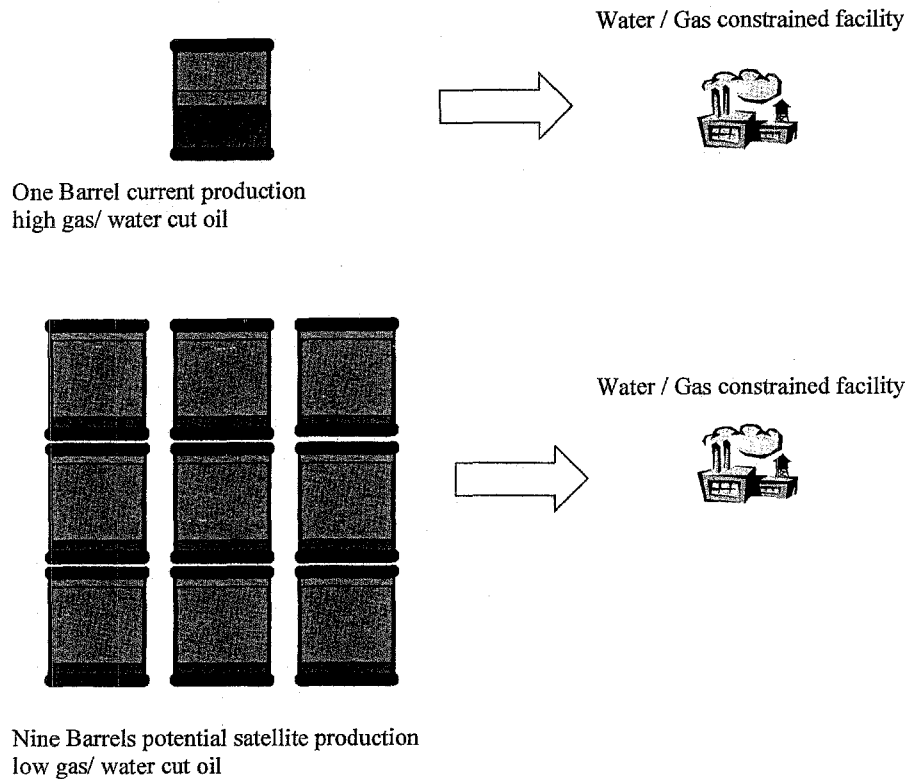 Water / Gas constrained facility
One Barrel current production
high gas/ water cut oil
Water / Gas constrained facility
Nine Barrels potential satellite production
low gas/ water cut oil